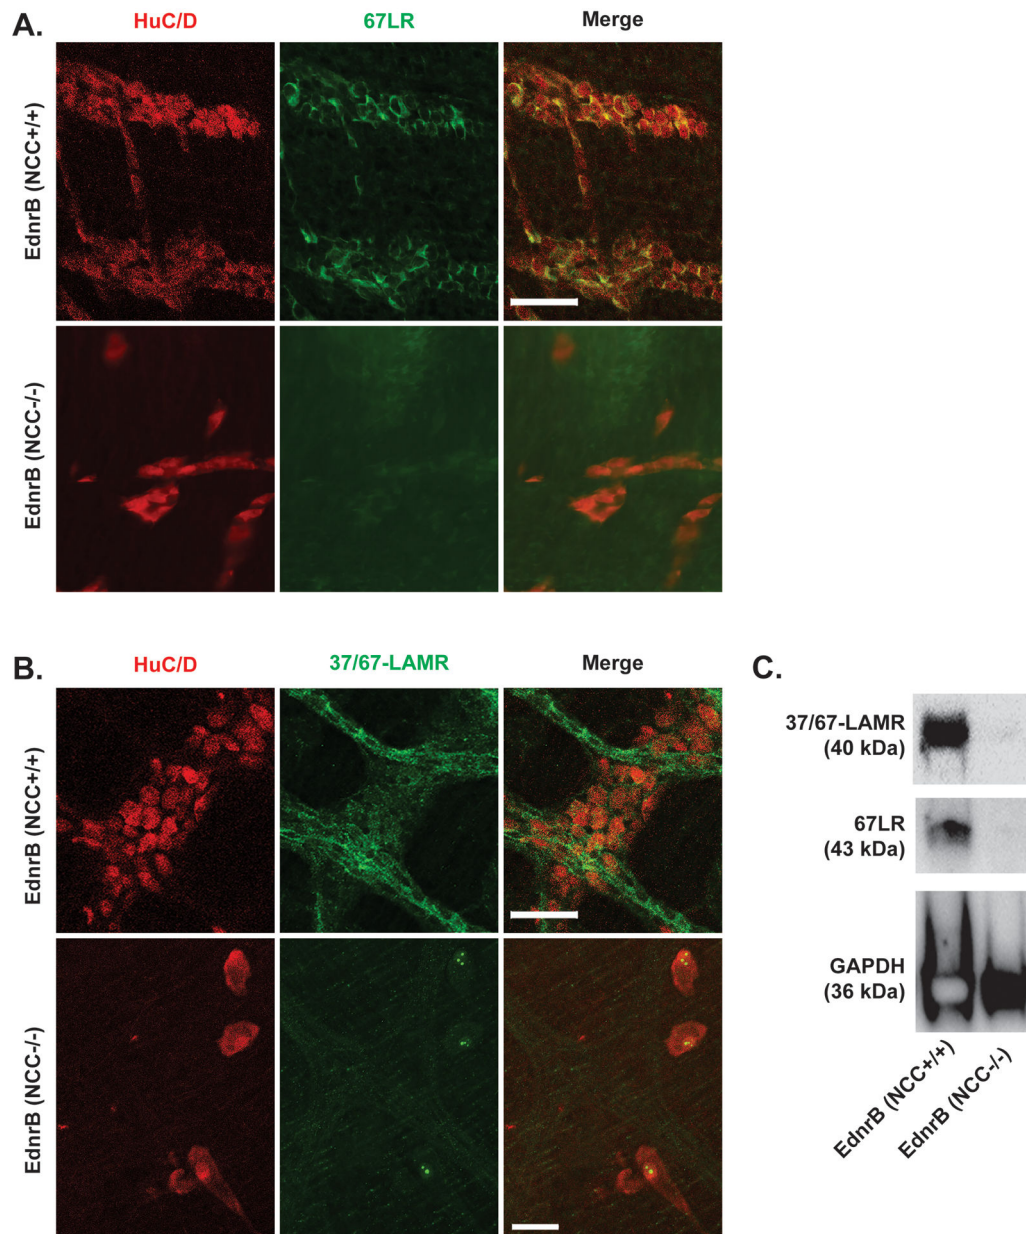 A.
HuC/D
67LR
Merge
EdnrB (NCC+/+)
EdnrB (NCC-/-)
B.
HuC/D
37/67-LAMR
Merge
EdnrB (NCC+/+)
EdnrB (NCC-/-)
C.
37/67-LAMR
(40 kDa)
67LR
(43 kDa)
GAPDH
(36 kDa)
EdnrB (NCC+/+)
EdnrB (NCC-/-)